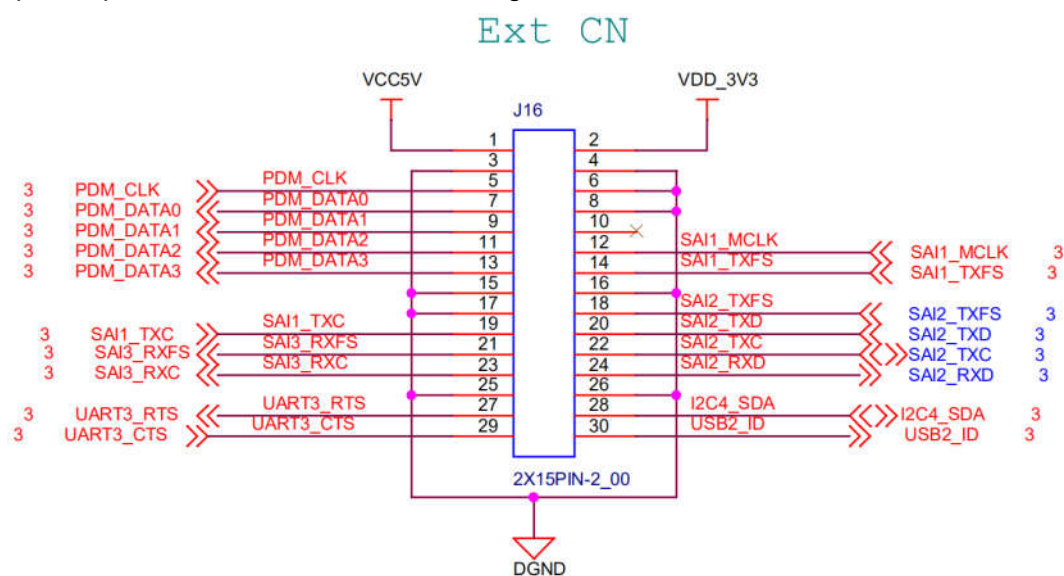 Ext CN
VCC5V VDD_3V3
J16
1 2
3 4
PDM_CLK 5 6
3 PDM_CLK
PDM_DATA0 7 8
3 PDM_DATA0
PDM_DATA1 9 10
3 PDM_DATA1
PDM_DATA2 11 12 SAI1_MCLK
3 PDM_DATA2 SAI1_MCLK 3
PDM_DATA3 13 14 SAI1_TXFS
3 PDM_DATA3 SAI1_TXFS 3
15 16
17 18 SAI2_TXFS
SAI2_TXFS 3
SAI1_TXC 19 20 SAI2_TXD
3 SAI1_TXC SAI2_TXD 3
SAI3_RXFS 21 22 SAI2_TXC
3 SAI3_RXFS SAI2_TXC 3
SAI3_RXC 23 24 SAI2_RXD
3 SAI3_RXC SAI2_RXD 3
25 26
UART3_RTS 27 28 I2C4_SDA
3 UART3_RTS I2C4_SDA 3
UART3_CTS 29 30 USB2_ID
3 UART3_CTS USB2_ID 3
2X15PIN-2_00
DGND